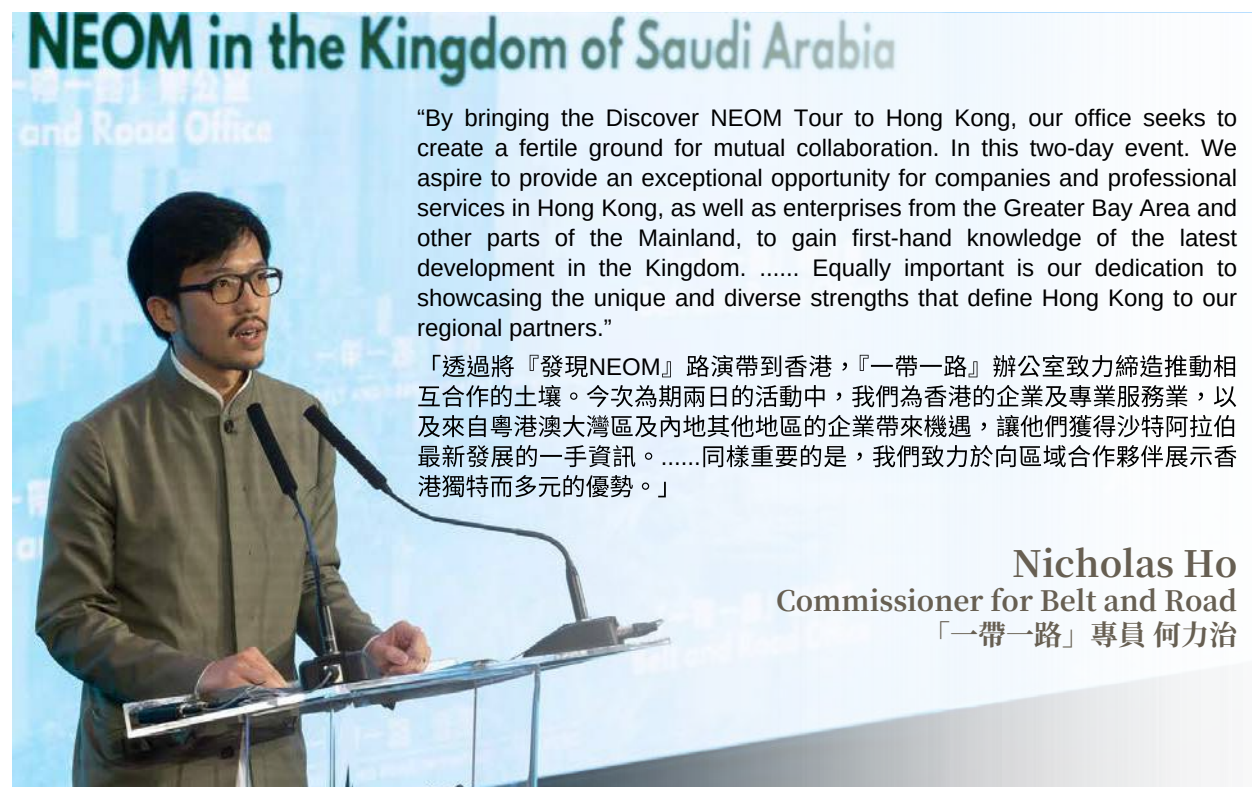 NEOM in the Kingdom of Saudi Arabia
一帶一路」辦公室
and Road Office
“By bringing the Discover NEOM Tour to Hong Kong, our office seeks to
create a fertile ground for mutual collaboration. In this two-day event. We
aspire to provide an exceptional opportunity for companies and professional
services in Hong Kong, as well as enterprises from the Greater Bay Area and
other parts of the Mainland, to gain first-hand knowledge of the latest
development in the Kingdom. ...... Equally important is our dedication to
showcasing the unique and diverse strengths that define Hong Kong to our
regional partners.”
「透過將『發現NEOM』路演帶到香港，『一帶一路』辦公室致力締造推動相
互合作的土壤。今次為期兩日的活動中，我們為香港的企業及專業服務業，以
及來自粵港澳大灣區及內地其他地區的企業帶來機遇，讓他們獲得沙特阿拉伯
最新發展的一手資訊。......同樣重要的是，我們致力於向區域合作夥伴展示香
港獨特而多元的優勢。」
Nicholas Ho
Commissioner for Belt and Road
「一帶一路」專員 何力治